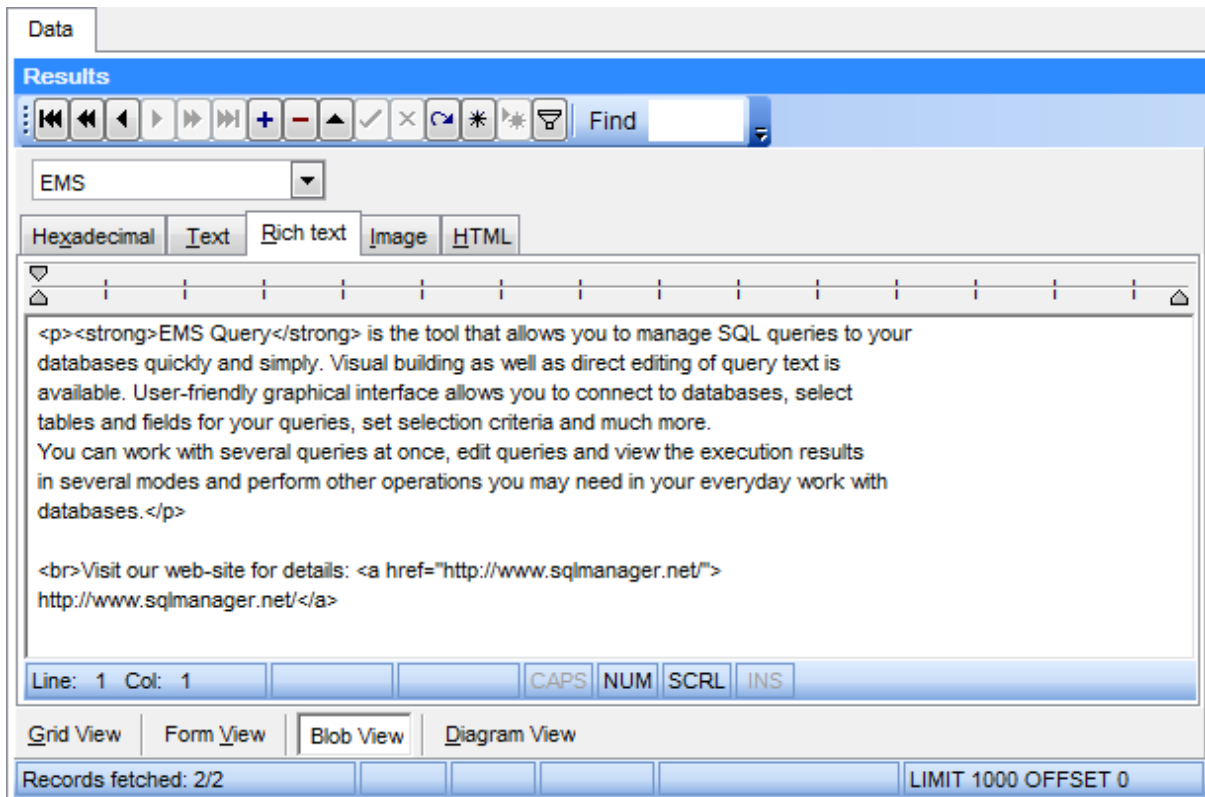 Data
Results
Find
EMS
Hexadecimal Text Rich text Image HTML
<p><strong>EMS Query</strong> is the tool that allows you to manage SQL queries to your
databases quickly and simply. Visual building as well as direct editing of query text is
available. User-friendly graphical interface allows you to connect to databases, select
tables and fields for your queries, set selection criteria and much more.
You can work with several queries at once, edit queries and view the execution results
in several modes and perform other operations you may need in your everyday work with
databases.</p>
<br>Visit our web-site for details: <a href="http://www.sqlmanager.net/">
http://www.sqlmanager.net/</a>
Line: 1 Col: 1 CAPS NUM SCRL INS
Grid View Form View Blob View Diagram View
Records fetched: 2/2 LIMIT 1000 OFFSET 0